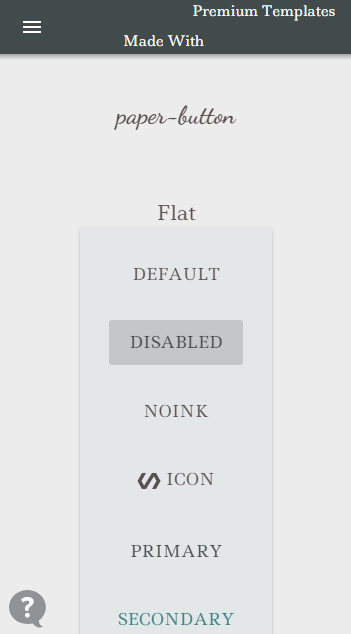 Premium Templates
Made With
paper-button
Flat
DEFAULT
DISABLED
NOINK
ICON
PRIMARY
?
SECONDARY